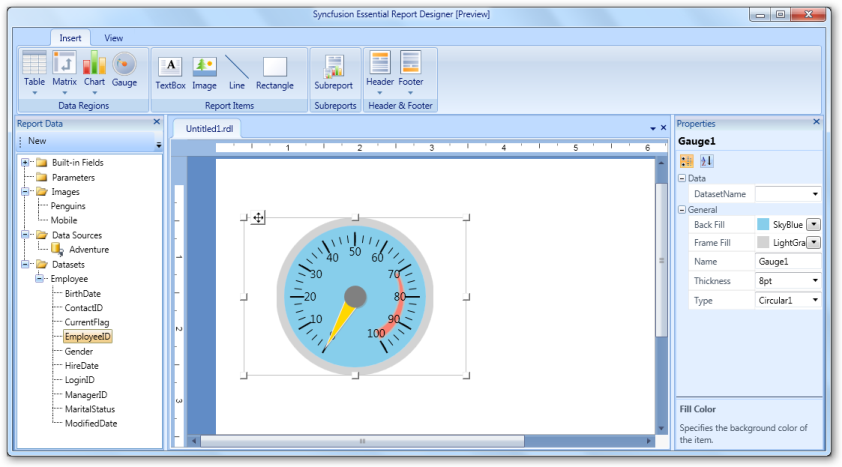 Syncfusion Essential Report Designer [Preview]
Insert View
Table Matrix Chart Gauge
TextBox Image Line Rectangle
Subreport
Header Footer
Data Regions
Report Items
Subreports
Header & Footer
Report Data
New
Built-in Fields
Parameters
Images
Penguins
Mobile
Data Sources
Adventure
Datasets
Employee
BirthDate
ContactID
CurrentFlag
EmployeeID
Gender
HireDate
LoginID
ManagerID
MaritalStatus
ModifiedDate
Untitled1.rdl
1 2 3 4 5 6
1
2
3
50
40 60
30 70
20 80
10 90
100
Properties
Gauge1
Data
DatasetName
General
Back Fill SkyBlue
Frame Fill LightGra
Name Gauge1
Thickness 8pt
Type Circular1
Fill Color
Specifies the background color of
the item.